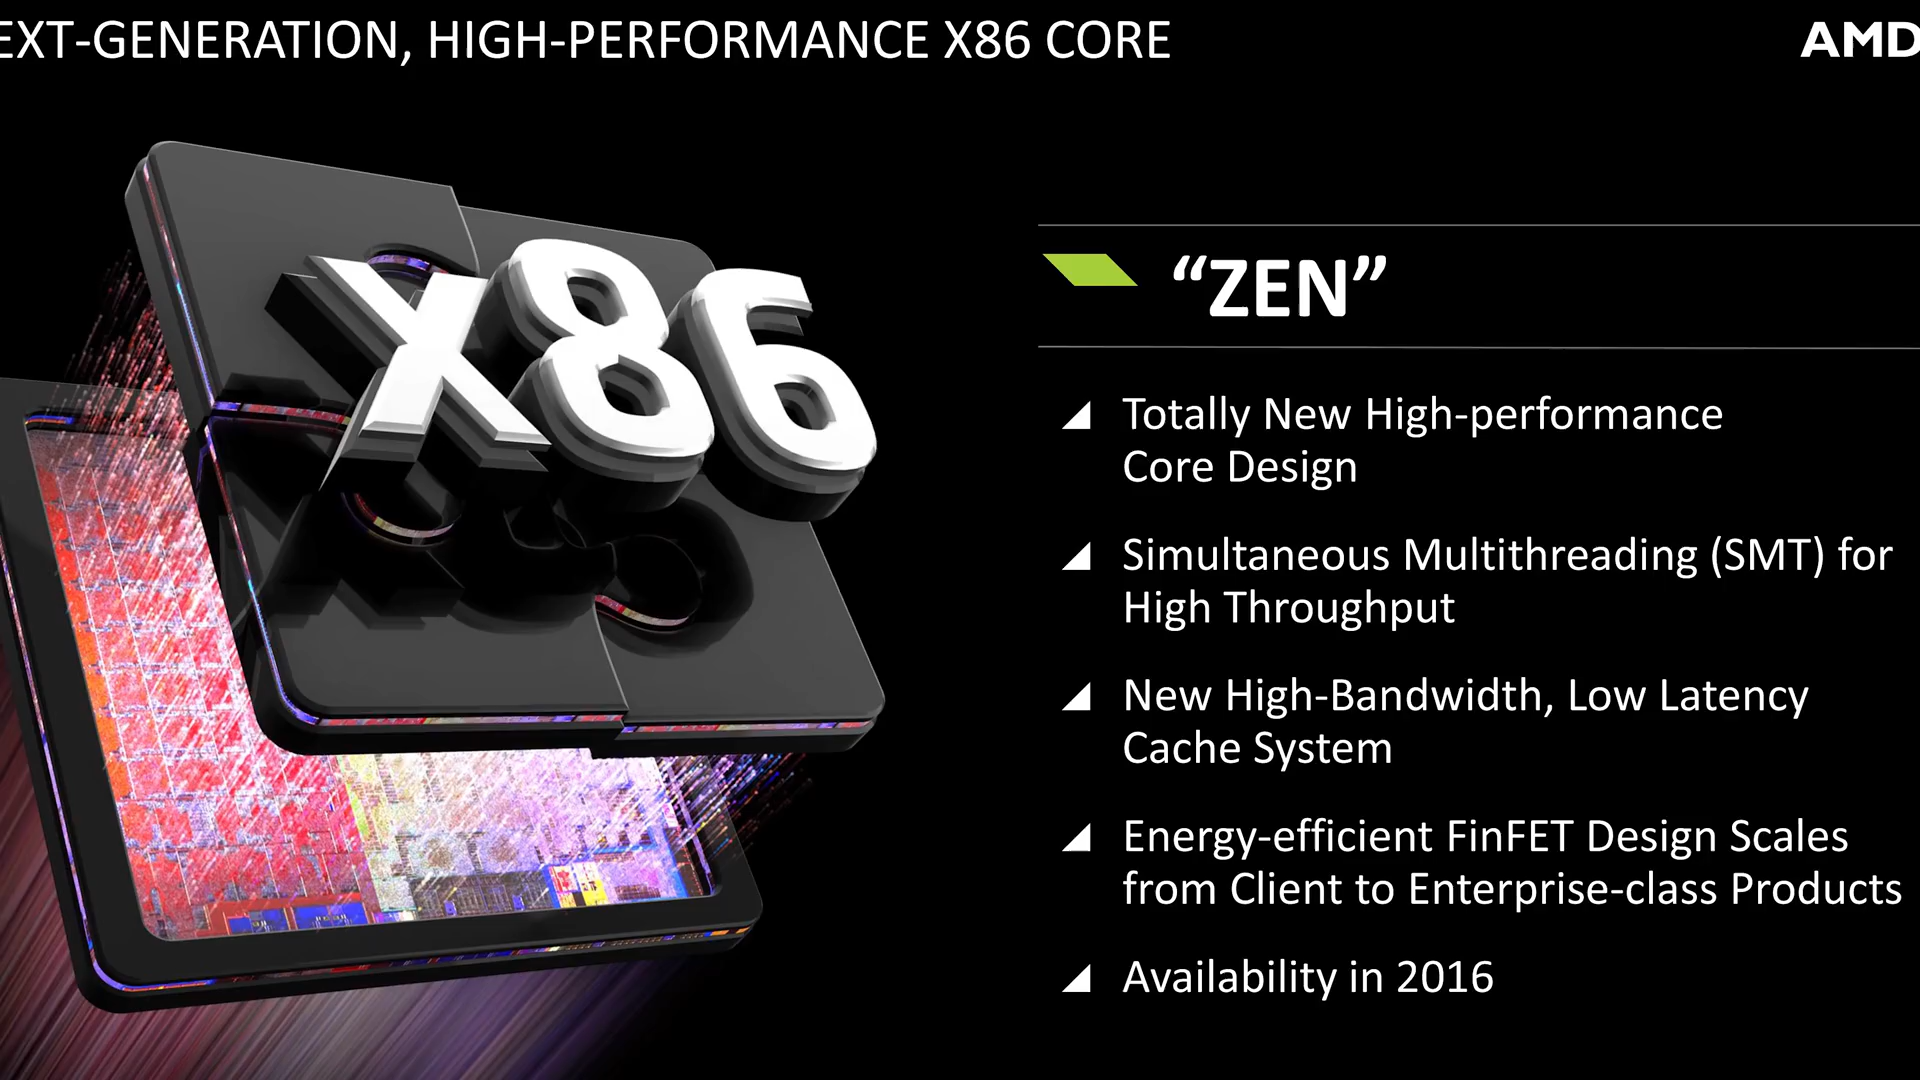 EXT-GENERATION, HIGH-PERFORMANCE X86 CORE
AMD
X86
“ZEN”
Totally New High-performance
Core Design
Simultaneous Multithreading (SMT) for
High Throughput
New High-Bandwidth, Low Latency
Cache System
Energy-efficient FinFET Design Scales
from Client to Enterprise-class Products
Availability in 2016